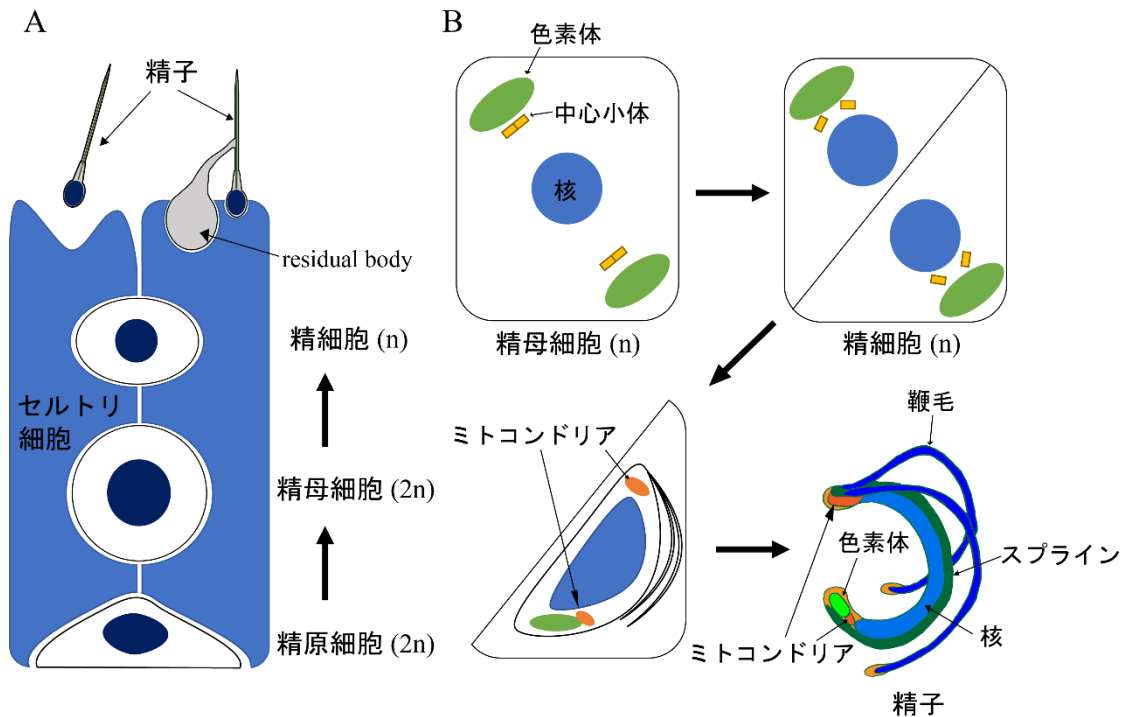 A
精子
residual body
精細胞 (n)
セルトリ
細胞
精母細胞 (2n)
精原細胞 (2n)
B
色素体
中心小体
核
精母細胞 (n)
精細胞 (n)
ミトコンドリア
鞭毛
色素体
スプライン
核
ミトコンドリア
精子